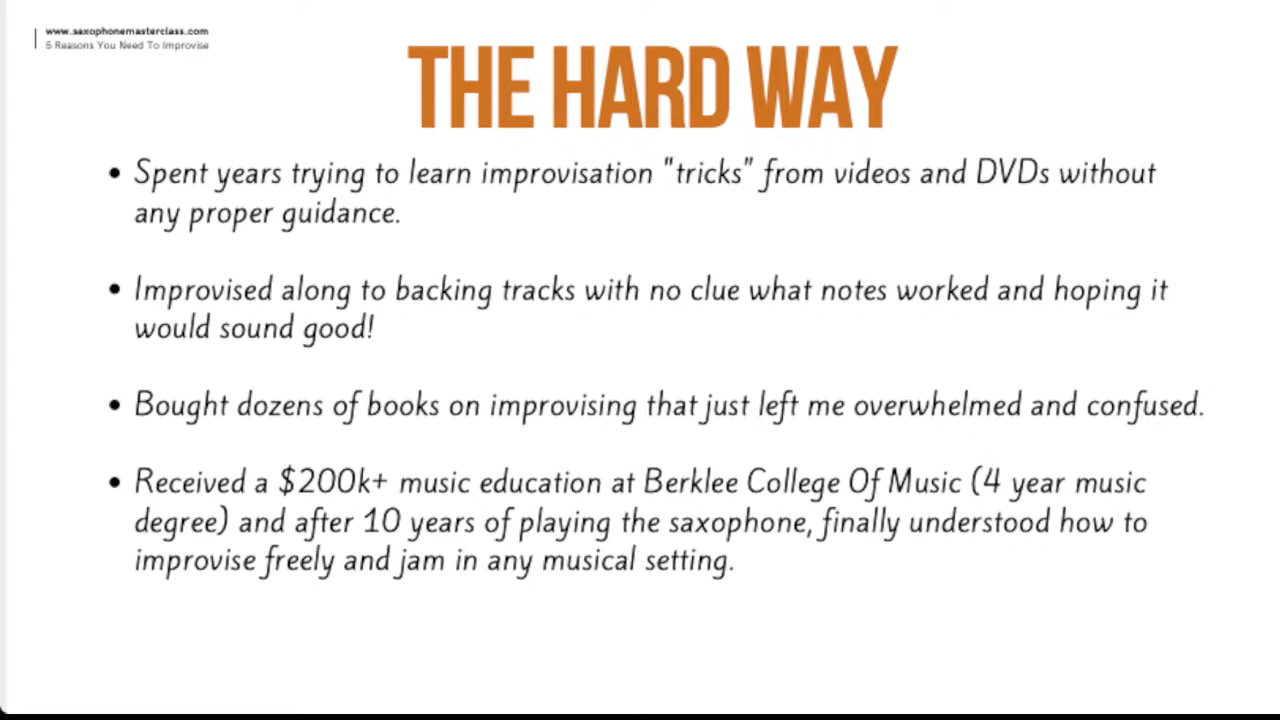 www.saxophonemasterclass.com
5 Reasons You Need To Improvise
THE HARD WAY
• Spent years trying to learn improvisation "tricks" from videos and DVDs without
any proper guidance.
• Improvised along to backing tracks with no clue what notes worked and hoping it
would sound good!
• Bought dozens of books on improvising that just left me overwhelmed and confused.
• Received a $200k+ music education at Berklee College Of Music (4 year music
degree) and after 10 years of playing the saxophone, finally understood how to
improvise freely and jam in any musical setting.